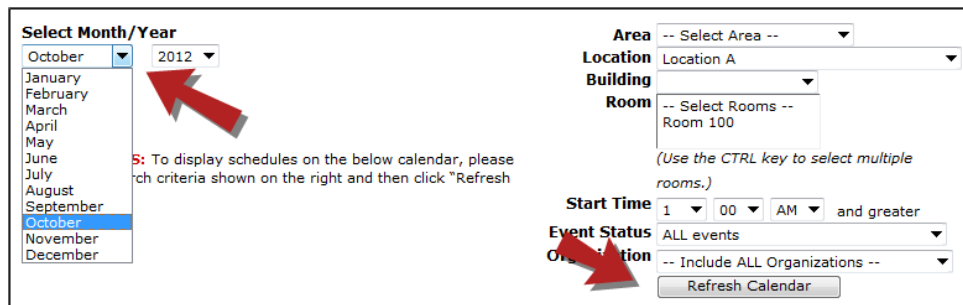 Select Month/Year
October 2012
January
February
March
April
May
June
July
August
September
October
November
December
S: To display schedules on the below calendar, please
rch criteria shown on the right and then click “Refresh
Area -- Select Area --
Location Location A
Building
Room -- Select Rooms --
Room 100
(Use the CTRL key to select multiple
rooms.)
Start Time 1 00 AM and greater
Event Status ALL events
-- Include ALL Organizations --
Refresh Calendar